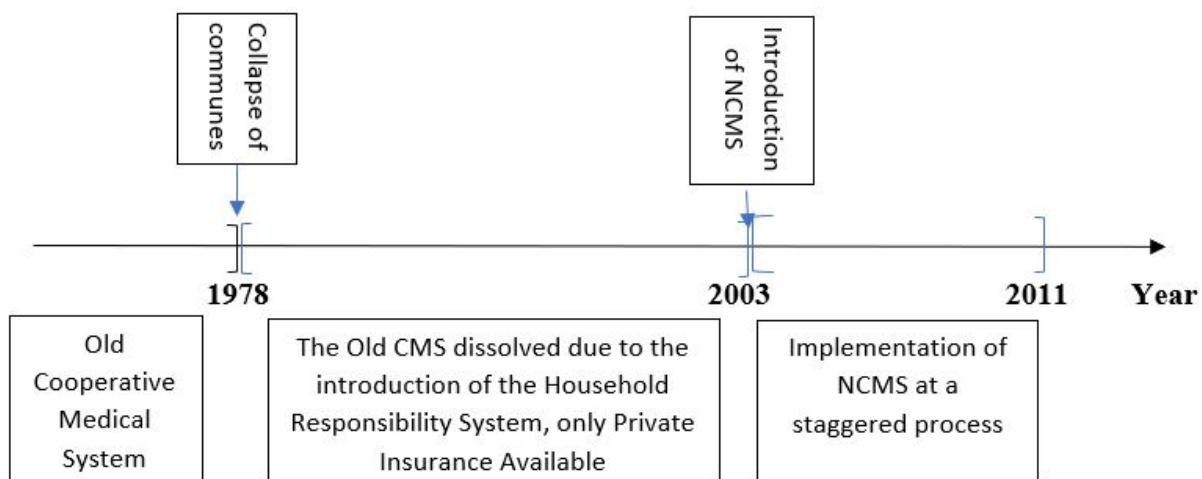 Collapse of
communes
Introduction
of NCMS
1978
2003
2011
Year
Old
Cooperative
Medical
System
The Old CMS dissolved due to the
introduction of the Household
Responsibility System, only Private
Insurance Available
Implementation of
NCMS at a
staggered process